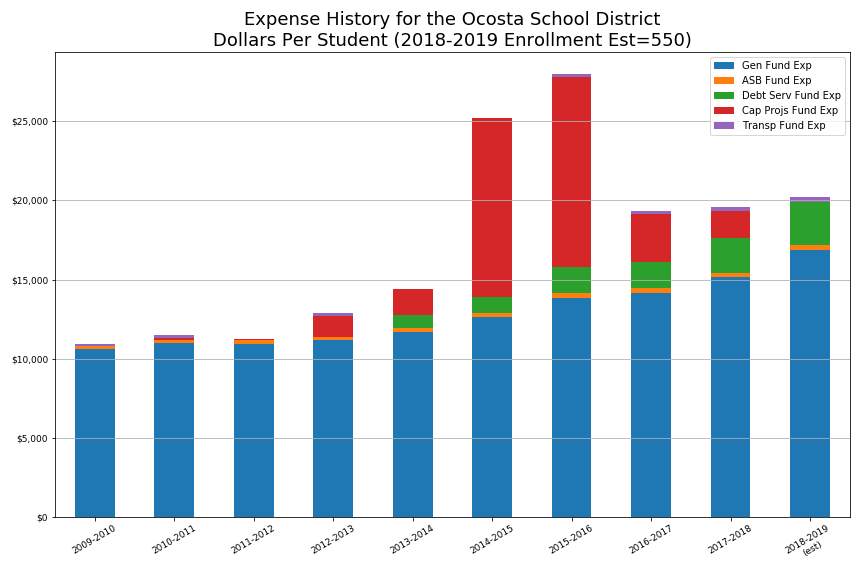 Expense History for the Ocosta School District
Dollars Per Student (2018-2019 Enrollment Est=550)
Gen Fund Exp
ASB Fund Exp
Debt Serv Fund Exp
Cap Projs Fund Exp
Transp Fund Exp
$25,000
$20,000
$15,000
$10,000
$5,000
$0
2009-2010
2010-2011
2011-2012
2012-2013
2013-2014
2014-2015
2015-2016
2016-2017
2017-2018
2018-2019
(est)